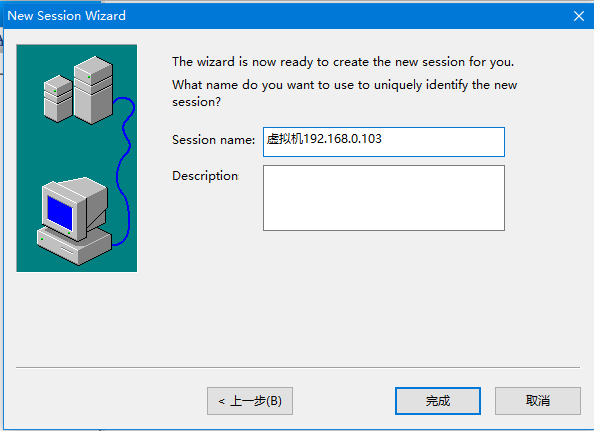 New Session Wizard
The wizard is now ready to create the new session for you.
What name do you want to use to uniquely identify the new
session?
Session name: 虚拟机192.168.0.103
Description
< 上一步(B) 完成 取消